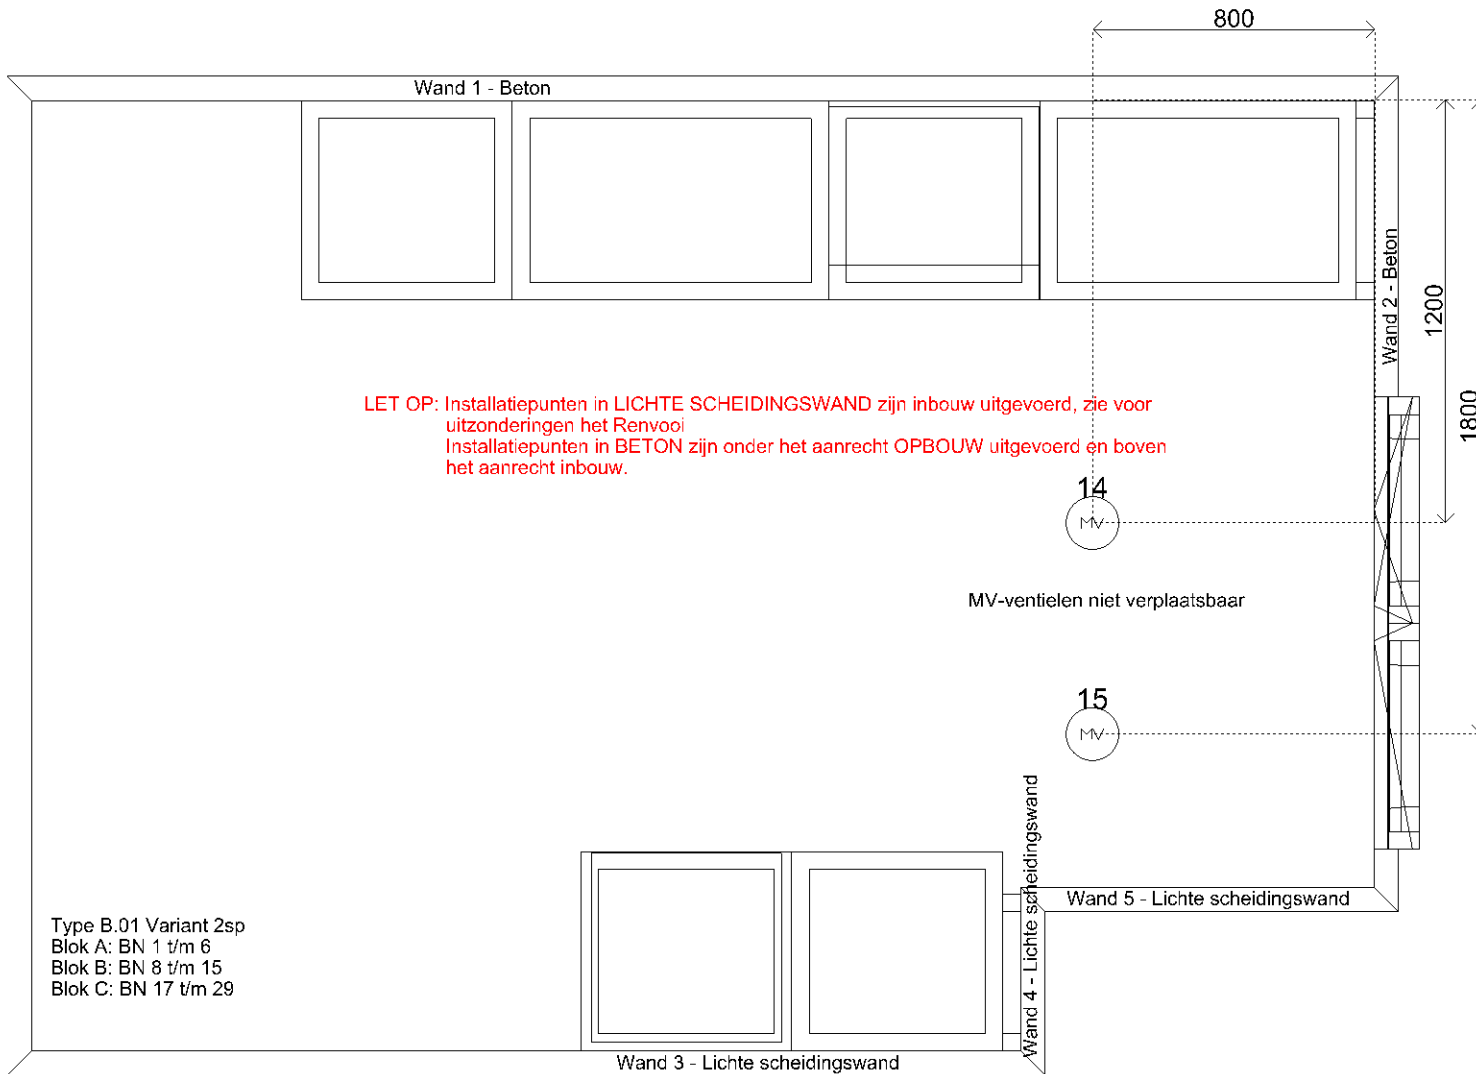 800
Wand 1 - Beton
Wand 2 - Beton
1200
1800
LET OP: Installatiepunten in LICHTE SCHEIDINGSWAND zijn inbouw uitgevoerd, zie voor
uitzonderingen het Renvooi
Installatiepunten in BETON zijn onder het aanrecht OPBOUW uitgevoerd en boven
het aanrecht inbouw.
14
MV
MV-ventielen niet verplaatsbaar
15
MV
Wand 4 - Lichte scheidingswand
Wand 5 - Lichte scheidingswand
Type B.01 Variant 2sp
Blok A: BN 1 t/m 6
Blok B: BN 8 t/m 15
Blok C: BN 17 t/m 29
Wand 3 - Lichte scheidingswand